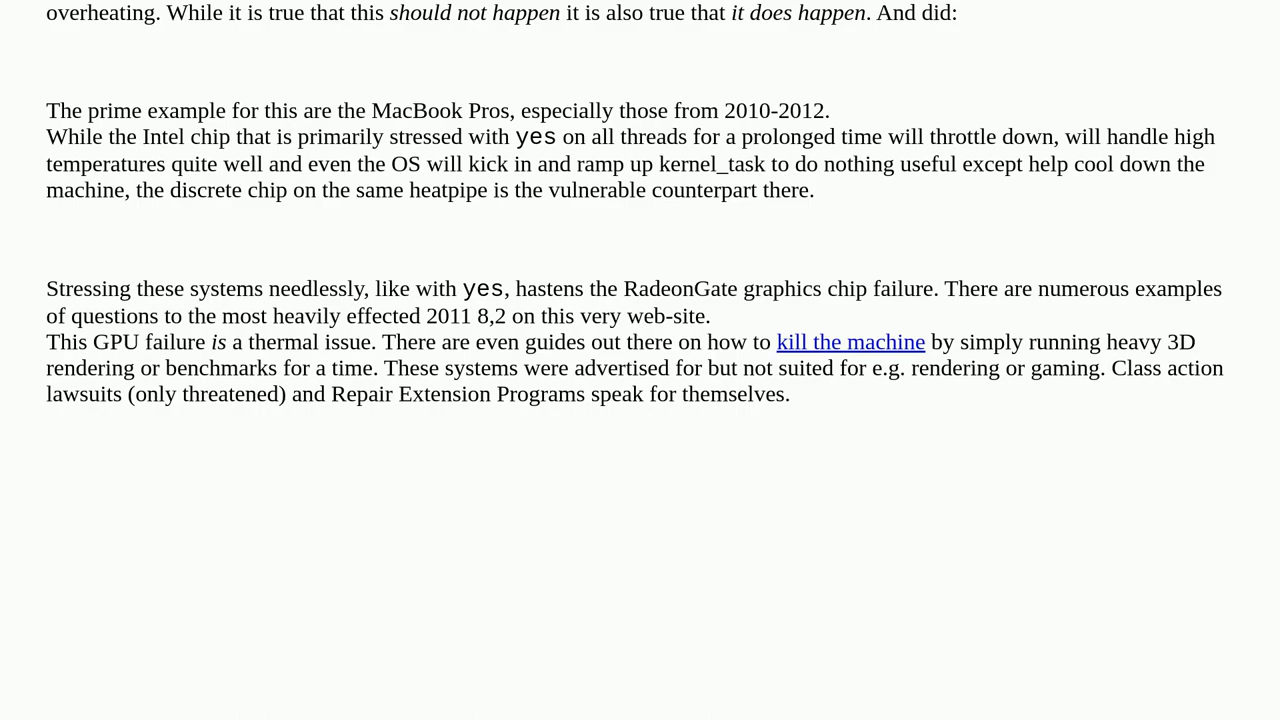 overheating. While it is true that this should not happen it is also true that it does happen. And did:
The prime example for this are the MacBook Pros, especially those from 2010-2012.
While the Intel chip that is primarily stressed with yes on all threads for a prolonged time will throttle down, will handle high
temperatures quite well and even the OS will kick in and ramp up kernel_task to do nothing useful except help cool down the
machine, the discrete chip on the same heatpipe is the vulnerable counterpart there.
Stressing these systems needlessly, like with yes, hastens the RadeonGate graphics chip failure. There are numerous examples
of questions to the most heavily effected 2011 8,2 on this very web-site.
This GPU failure is a thermal issue. There are even guides out there on how to kill the machine by simply running heavy 3D
rendering or benchmarks for a time. These systems were advertised for but not suited for e.g. rendering or gaming. Class action
lawsuits (only threatened) and Repair Extension Programs speak for themselves.